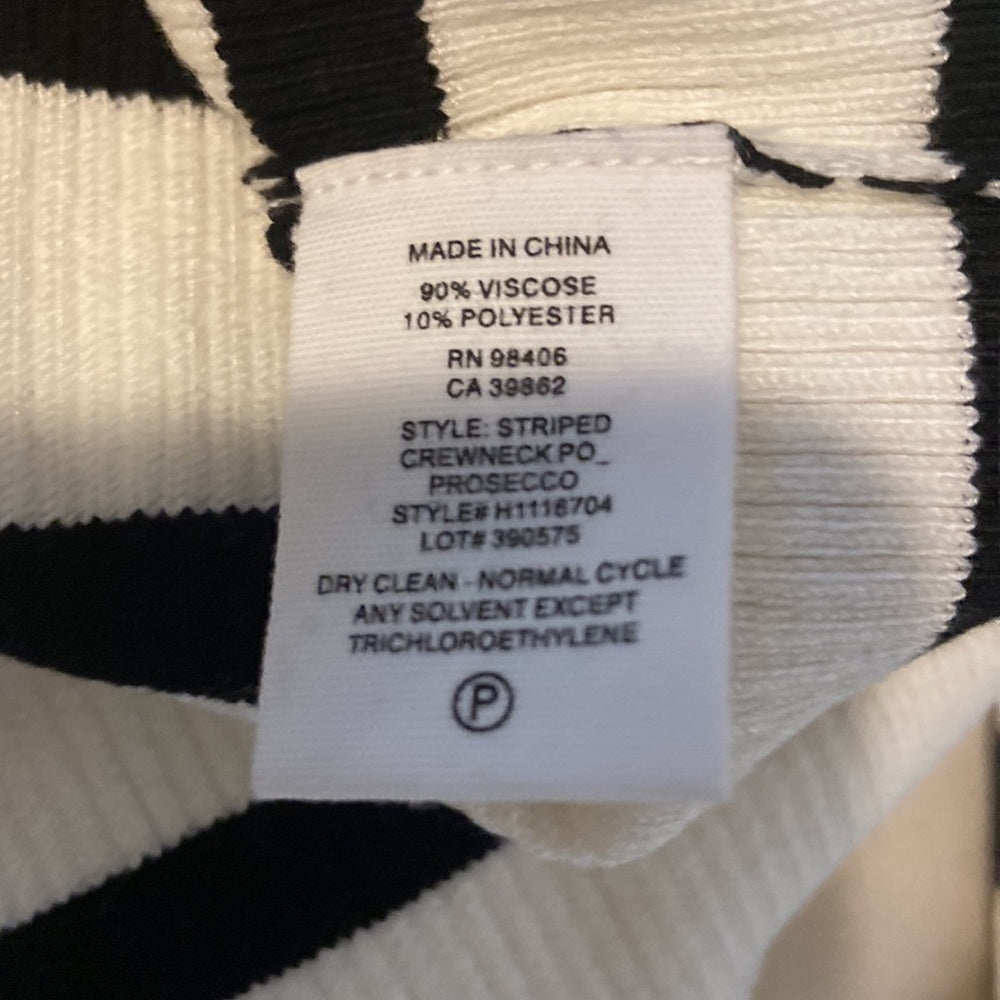 MADE IN CHINA
90% VISCOSE
10% POLYESTER
RN 98406
CA 39862
STYLE: STRIPED
CREWNECK PO_
PROSECCO
STYLE# H1116704
LOT# 390575
DRY CLEAN - NORMAL CYCLE
ANY SOLVENT EXCEPT
TRICHLOROETHYLENE
P